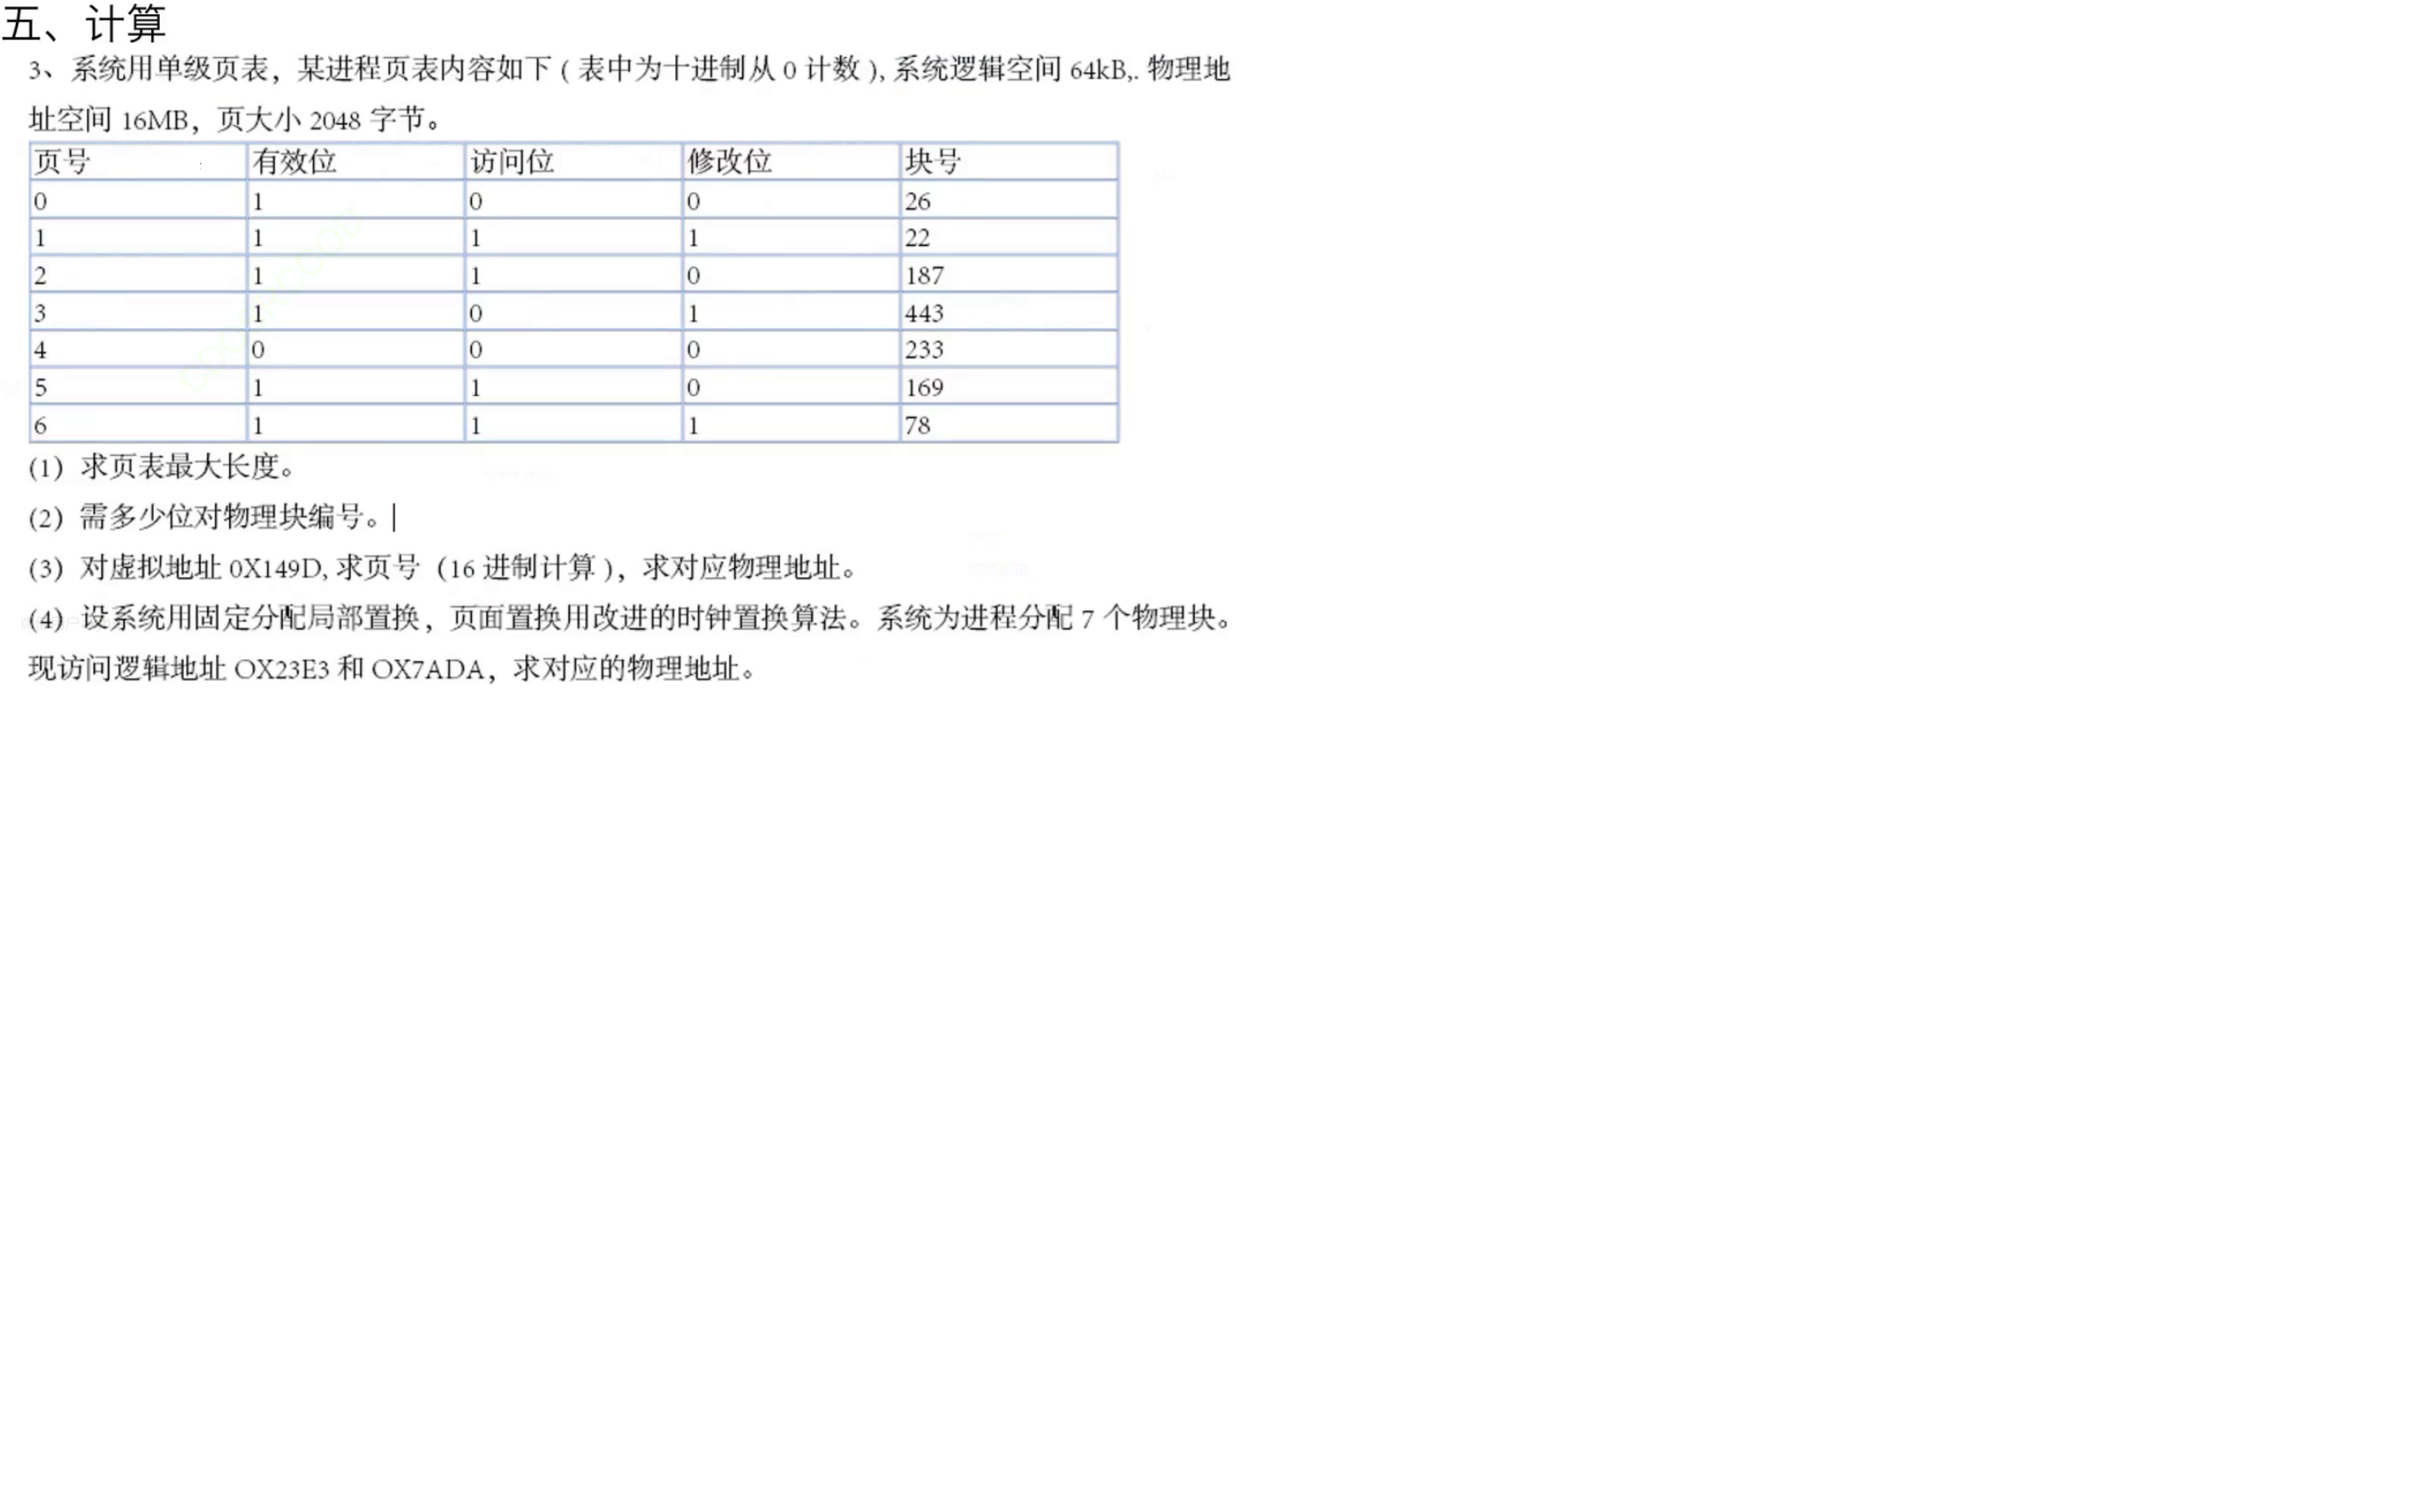 五、计算
3、系统用单级页表，某进程页表内容如下 ( 表中为十进制从 0 计数 ), 系统逻辑空间 64kB,. 物理地
址空间 16MB，页大小 2048 字节。
页号 有效位 访问位 修改位 块号
0 1 0 0 26
1 1 1 1 22
2 1 1 0 187
3 1 0 1 443
4 0 0 0 233
5 1 1 0 169
6 1 1 1 78
(1) 求页表最大长度。
(2) 需多少位对物理块编号。
(3) 对虚拟地址 0X149D, 求页号（16 进制计算 )，求对应物理地址。
(4) 设系统用固定分配局部置换，页面置换用改进的时钟置换算法。系统为进程分配 7 个物理块。
现访问逻辑地址 OX23E3 和 OX7ADA，求对应的物理地址。